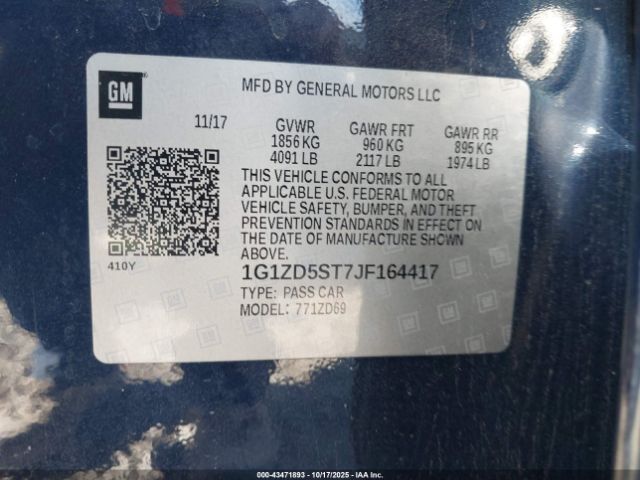 GM
MFD BY GENERAL MOTORS LLC
11/17
GVWR GAWR FRT GAWR RR
1856 KG 960 KG 895 KG
4091 LB 2117 LB 1974 LB
THIS VEHICLE CONFORMS TO ALL
APPLICABLE U.S. FEDERAL MOTOR
VEHICLE SAFETY, BUMPER, AND THEFT
PREVENTION STANDARDS IN EFFECT ON
THE DATE OF MANUFACTURE SHOWN
ABOVE.
410Y
1G1ZD5ST7JF164417
TYPE: PASS CAR
MODEL: 771ZD69
© - 43471893 - 10/17/2025 - IAAI.COM